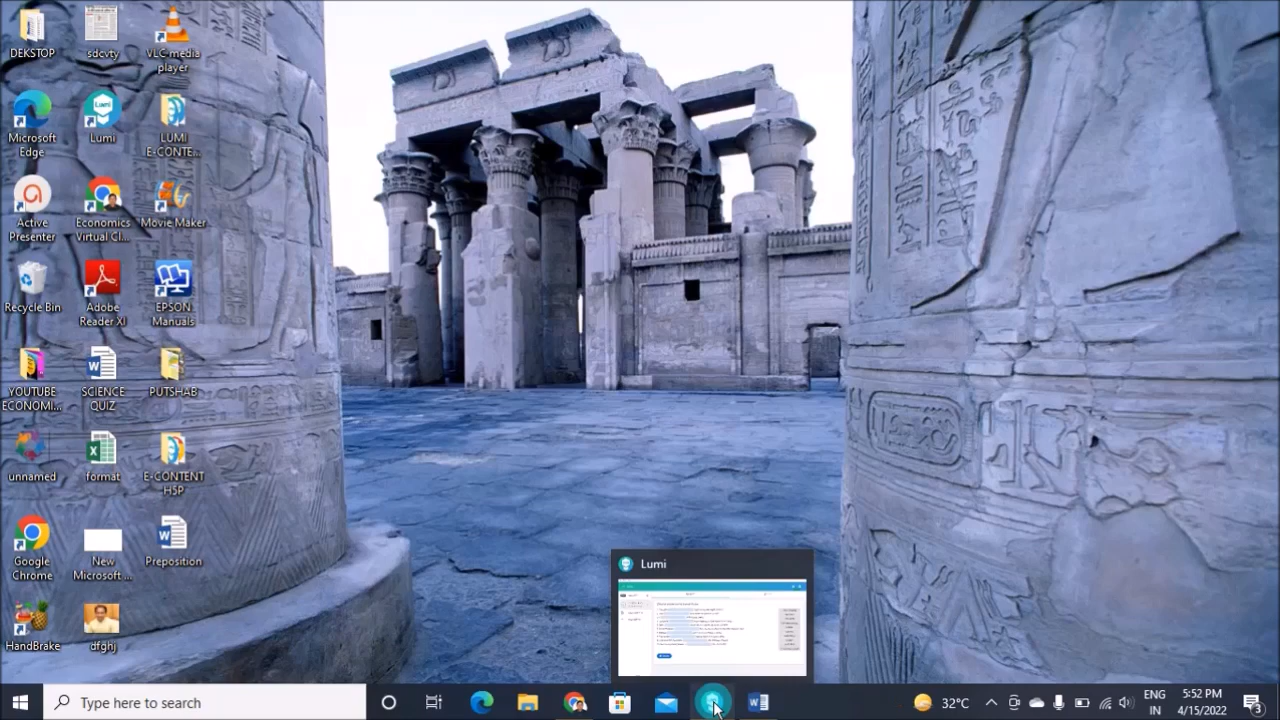 DEKSTOP
sdcvty
VLC media
player
Microsoft
Edge
Lumi
LUMI
E-CONTE...
Active
Presenter
Economics
Virtual Cl...
Movie Maker
Recycle Bin
Adobe
Reader XI
EPSON
Manuals
YOUTUBE
ECONOMI...
SCIENCE
QUIZ
PUTSHAB
unnamed
format
E-CONTENT
H5P
Google
Chrome
New
Microsoft ...
Preposition
Lumi
Type here to search
32°C
ENG
IN
5:52 PM
4/15/2022
3